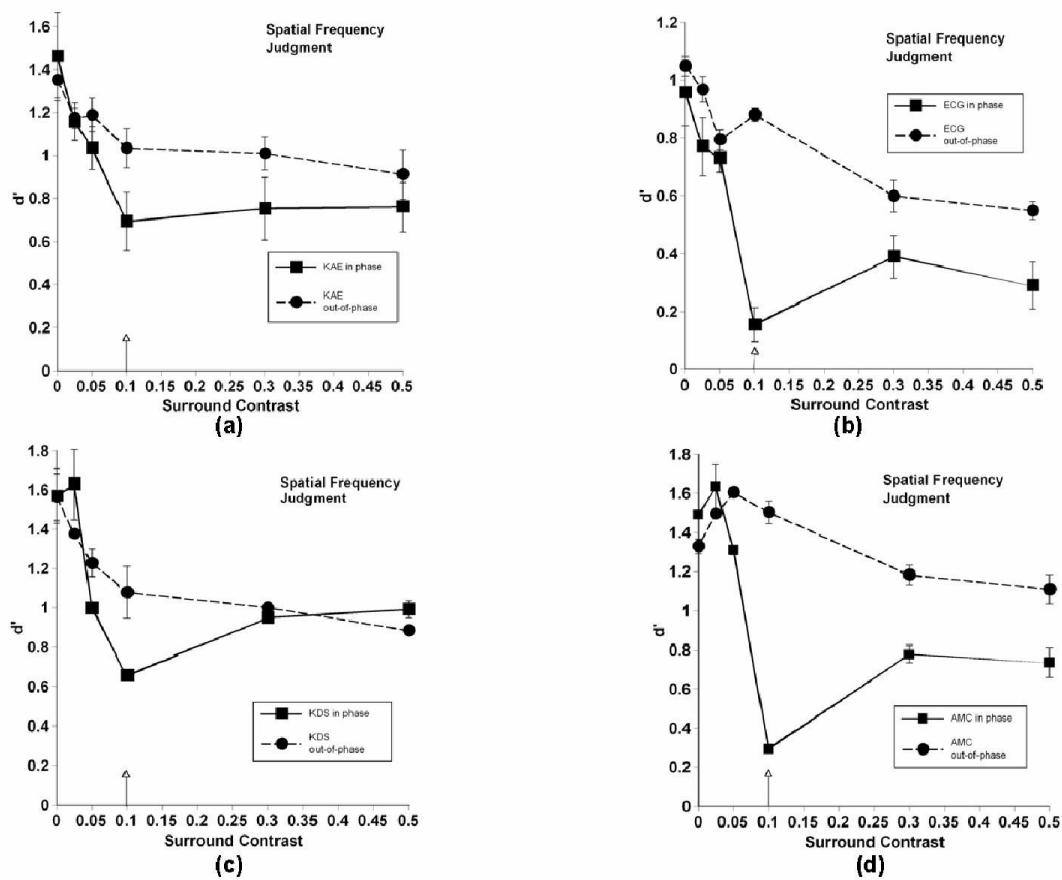 Spatial Frequency
Judgment
1.6
1.4
1.2
1
0.8
0.6
0.4
0.2
0
d'
KAE in phase
KAE
out-of-phase
0 0.05 0.1 0.15 0.2 0.25 0.3 0.35 0.4 0.45 0.5
Surround Contrast
(a)
Spatial Frequency
Judgment
1.2
1
0.8
0.6
0.4
0.2
0
d'
ECG in phase
ECG
out-of-phase
0 0.05 0.1 0.15 0.2 0.25 0.3 0.35 0.4 0.45 0.5
Surround Contrast
(b)
Spatial Frequency
Judgment
1.8
1.6
1.4
1.2
1
0.8
0.6
0.4
0.2
0
d'
KDS in phase
KDS
out-of-phase
0 0.05 0.1 0.15 0.2 0.25 0.3 0.35 0.4 0.45 0.5
Surround Contrast
(c)
Spatial Frequency
Judgment
1.8
1.6
1.4
1.2
1
0.8
0.6
0.4
0.2
0
d'
AMC in phase
AMC
out-of-phase
0 0.05 0.1 0.15 0.2 0.25 0.3 0.35 0.4 0.45 0.5
Surround Contrast
(d)